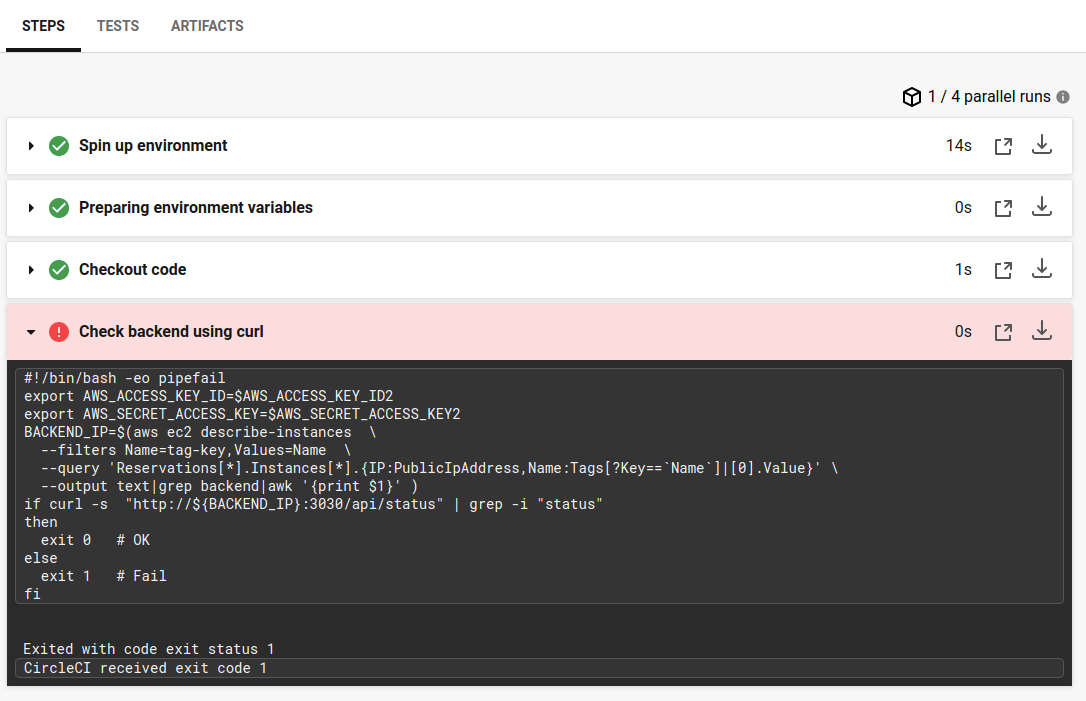 STEPS TESTS ARTIFACTS
1 / 4 parallel runs
Spin up environment 14s
Preparing environment variables 0s
Checkout code 1s
Check backend using curl 0s
#!/bin/bash -eo pipefail
export AWS_ACCESS_KEY_ID=$AWS_ACCESS_KEY_ID2
export AWS_SECRET_ACCESS_KEY=$AWS_SECRET_ACCESS_KEY2
BACKEND_IP=$(aws ec2 describe-instances  \
  --filters Name=tag-key,Values=Name  \
  --query 'Reservations[*].Instances[*].{IP:PublicIpAddress,Name:Tags[?Key==`Name`]|[0].Value}' \
  --output text|grep backend|awk '{print $1}' )
if curl -s  "http://${BACKEND_IP}:3030/api/status" | grep -i "status"
then
  exit 0   # OK
else
  exit 1   # Fail
fi
Exited with code exit status 1
CircleCI received exit code 1